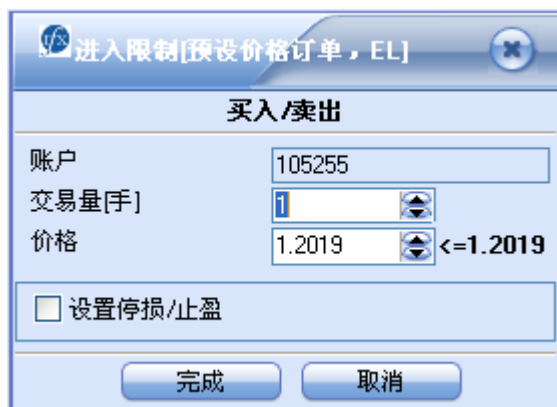 fx 进入限制[预设价格订单，EL]
买入/卖出
账户 105255
交易量[手] 1
价格 1.2019 <=1.2019
设置停损/止盈
完成 取消